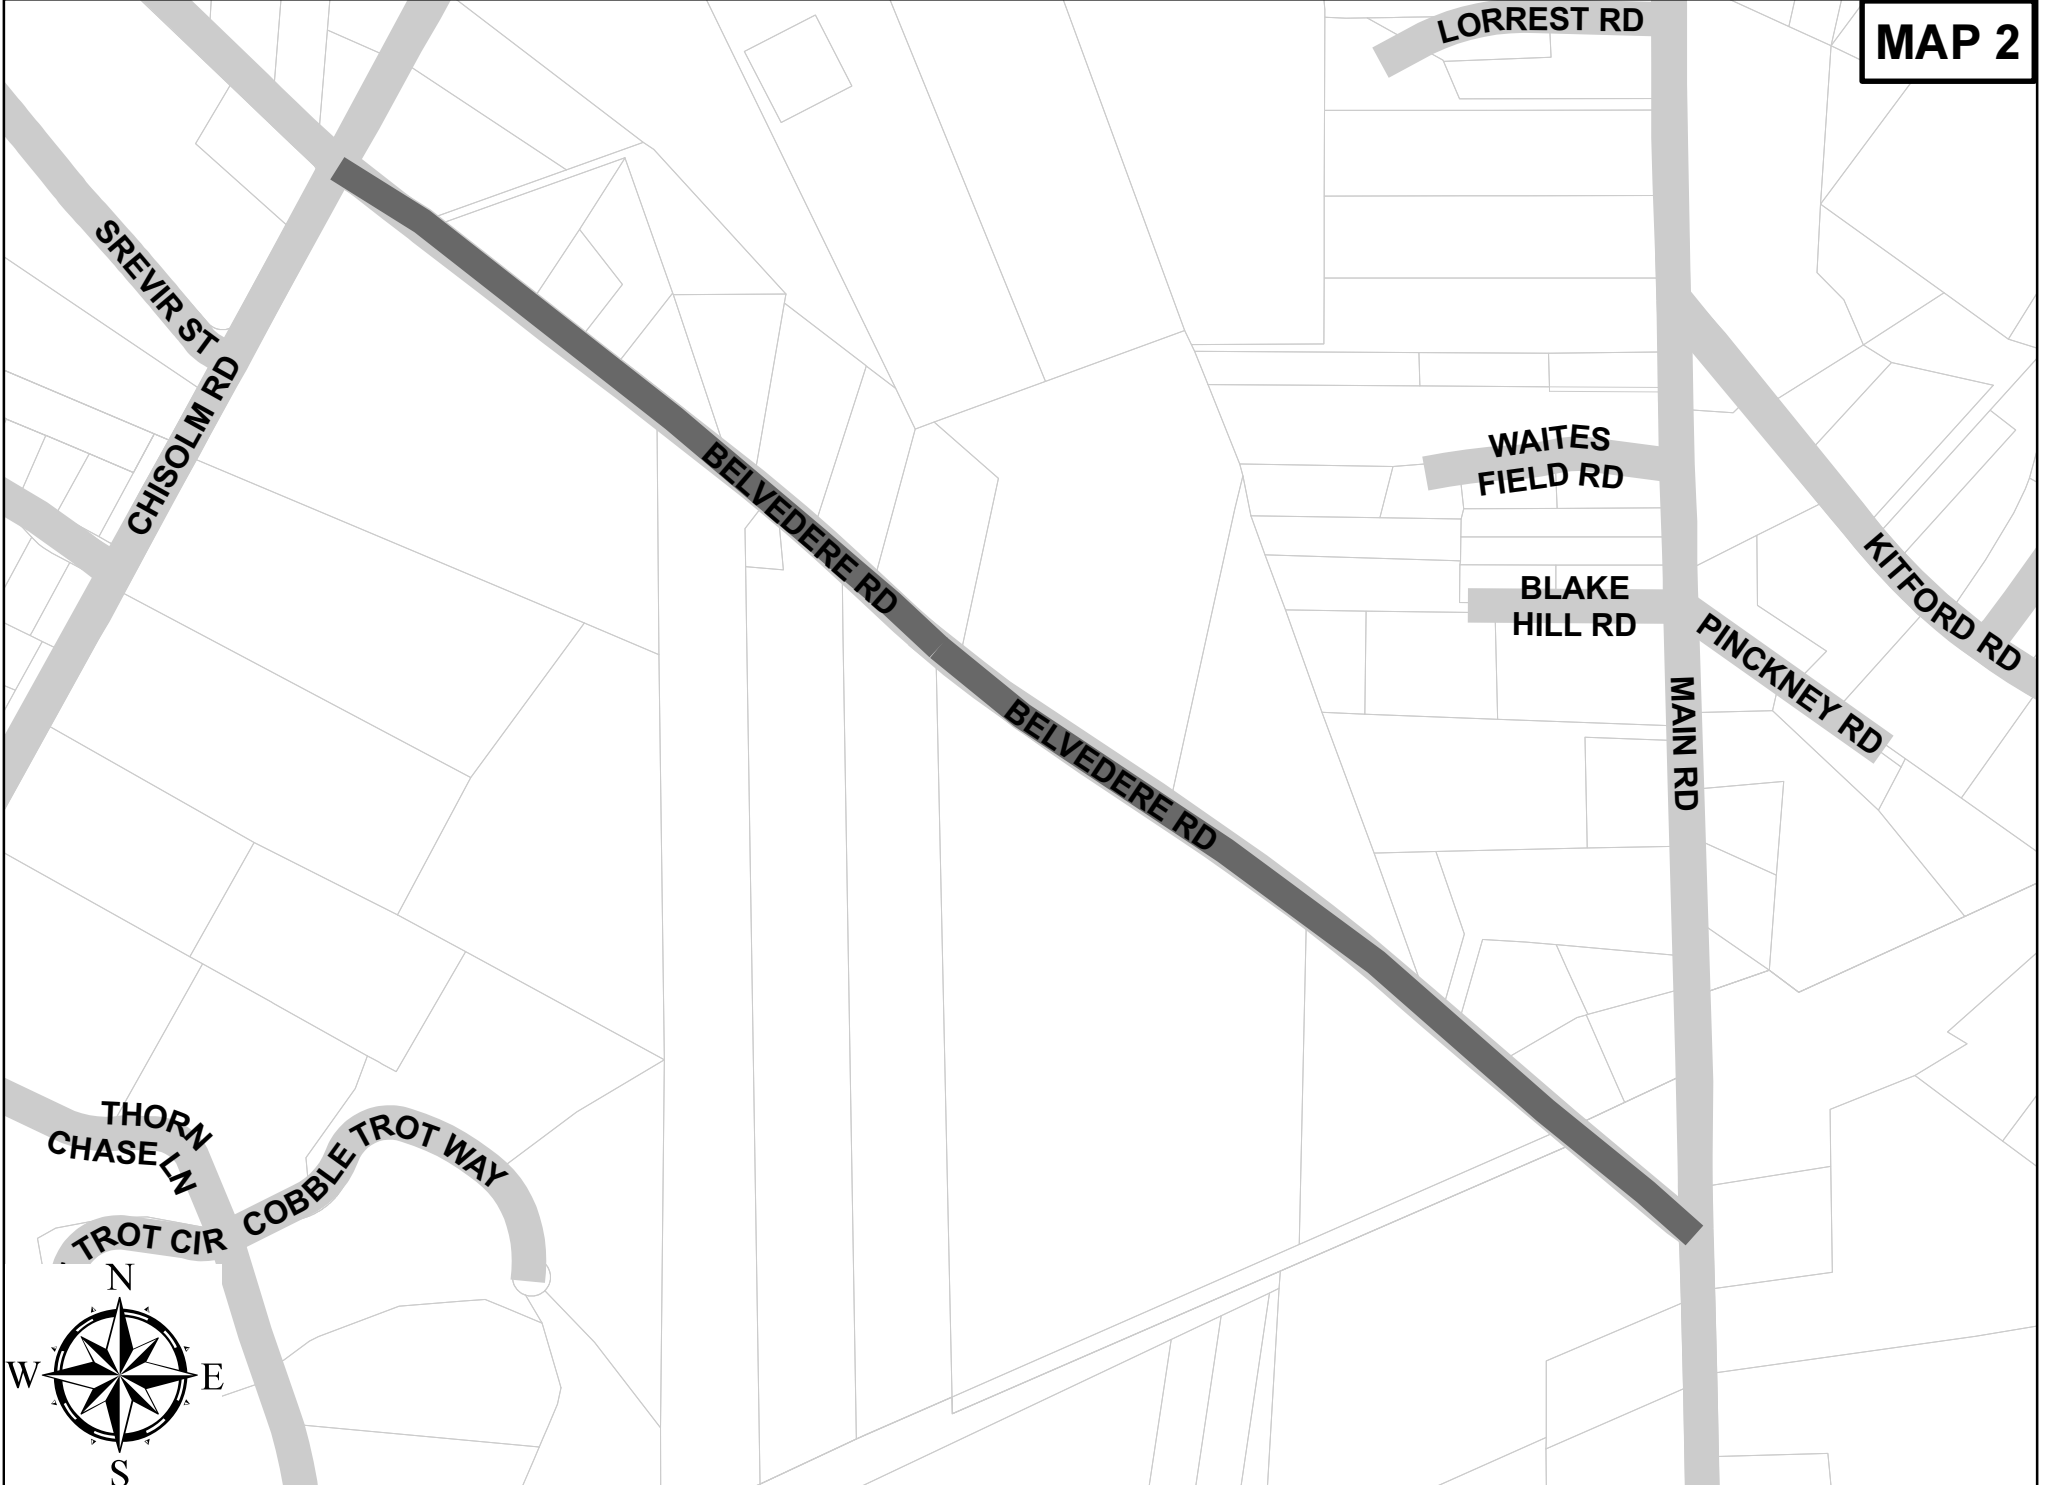 LORREST RD
MAP 2
SREVIR ST
CHISOLM RD
BELVEDERE RD
WAITES
FIELD RD
KITFORD RD
BLAKE
HILL RD
PINCKNEY RD
MAIN RD
BELVEDERE RD
THORN
CHASE LN
COBBLE TROT WAY
TROT CIR
N
W
E
S